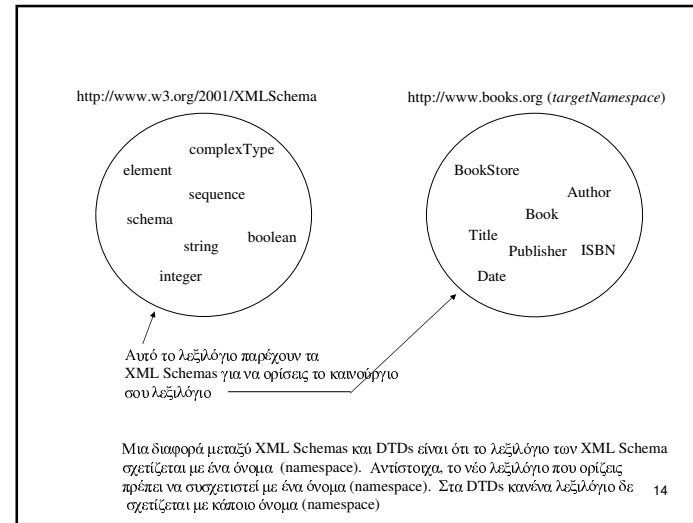 http://www.w3.org/2001/XMLSchema
http://www.books.org (targetNamespace)
complexType
element
sequence
schema
boolean
string
integer
BookStore
Author
Book
Title
Publisher
ISBN
Date
Αυτό το λεξιλόγιο παρέχουν τα
XML Schemas για να ορίσεις το καινούργιο
σου λεξιλόγιο
Μια διαφορά μεταξύ XML Schemas και DTDs είναι ότι το λεξιλόγιο των XML Schema
σχετίζεται με ένα όνομα (namespace). Αντίστοιχα, το νέο λεξιλόγιο που ορίζεις
πρέπει να συσχετιστεί με ένα όνομα (namespace). Στα DTDs κανένα λεξιλόγιο δε
σχετίζεται με κάποιο όνομα (namespace)
14